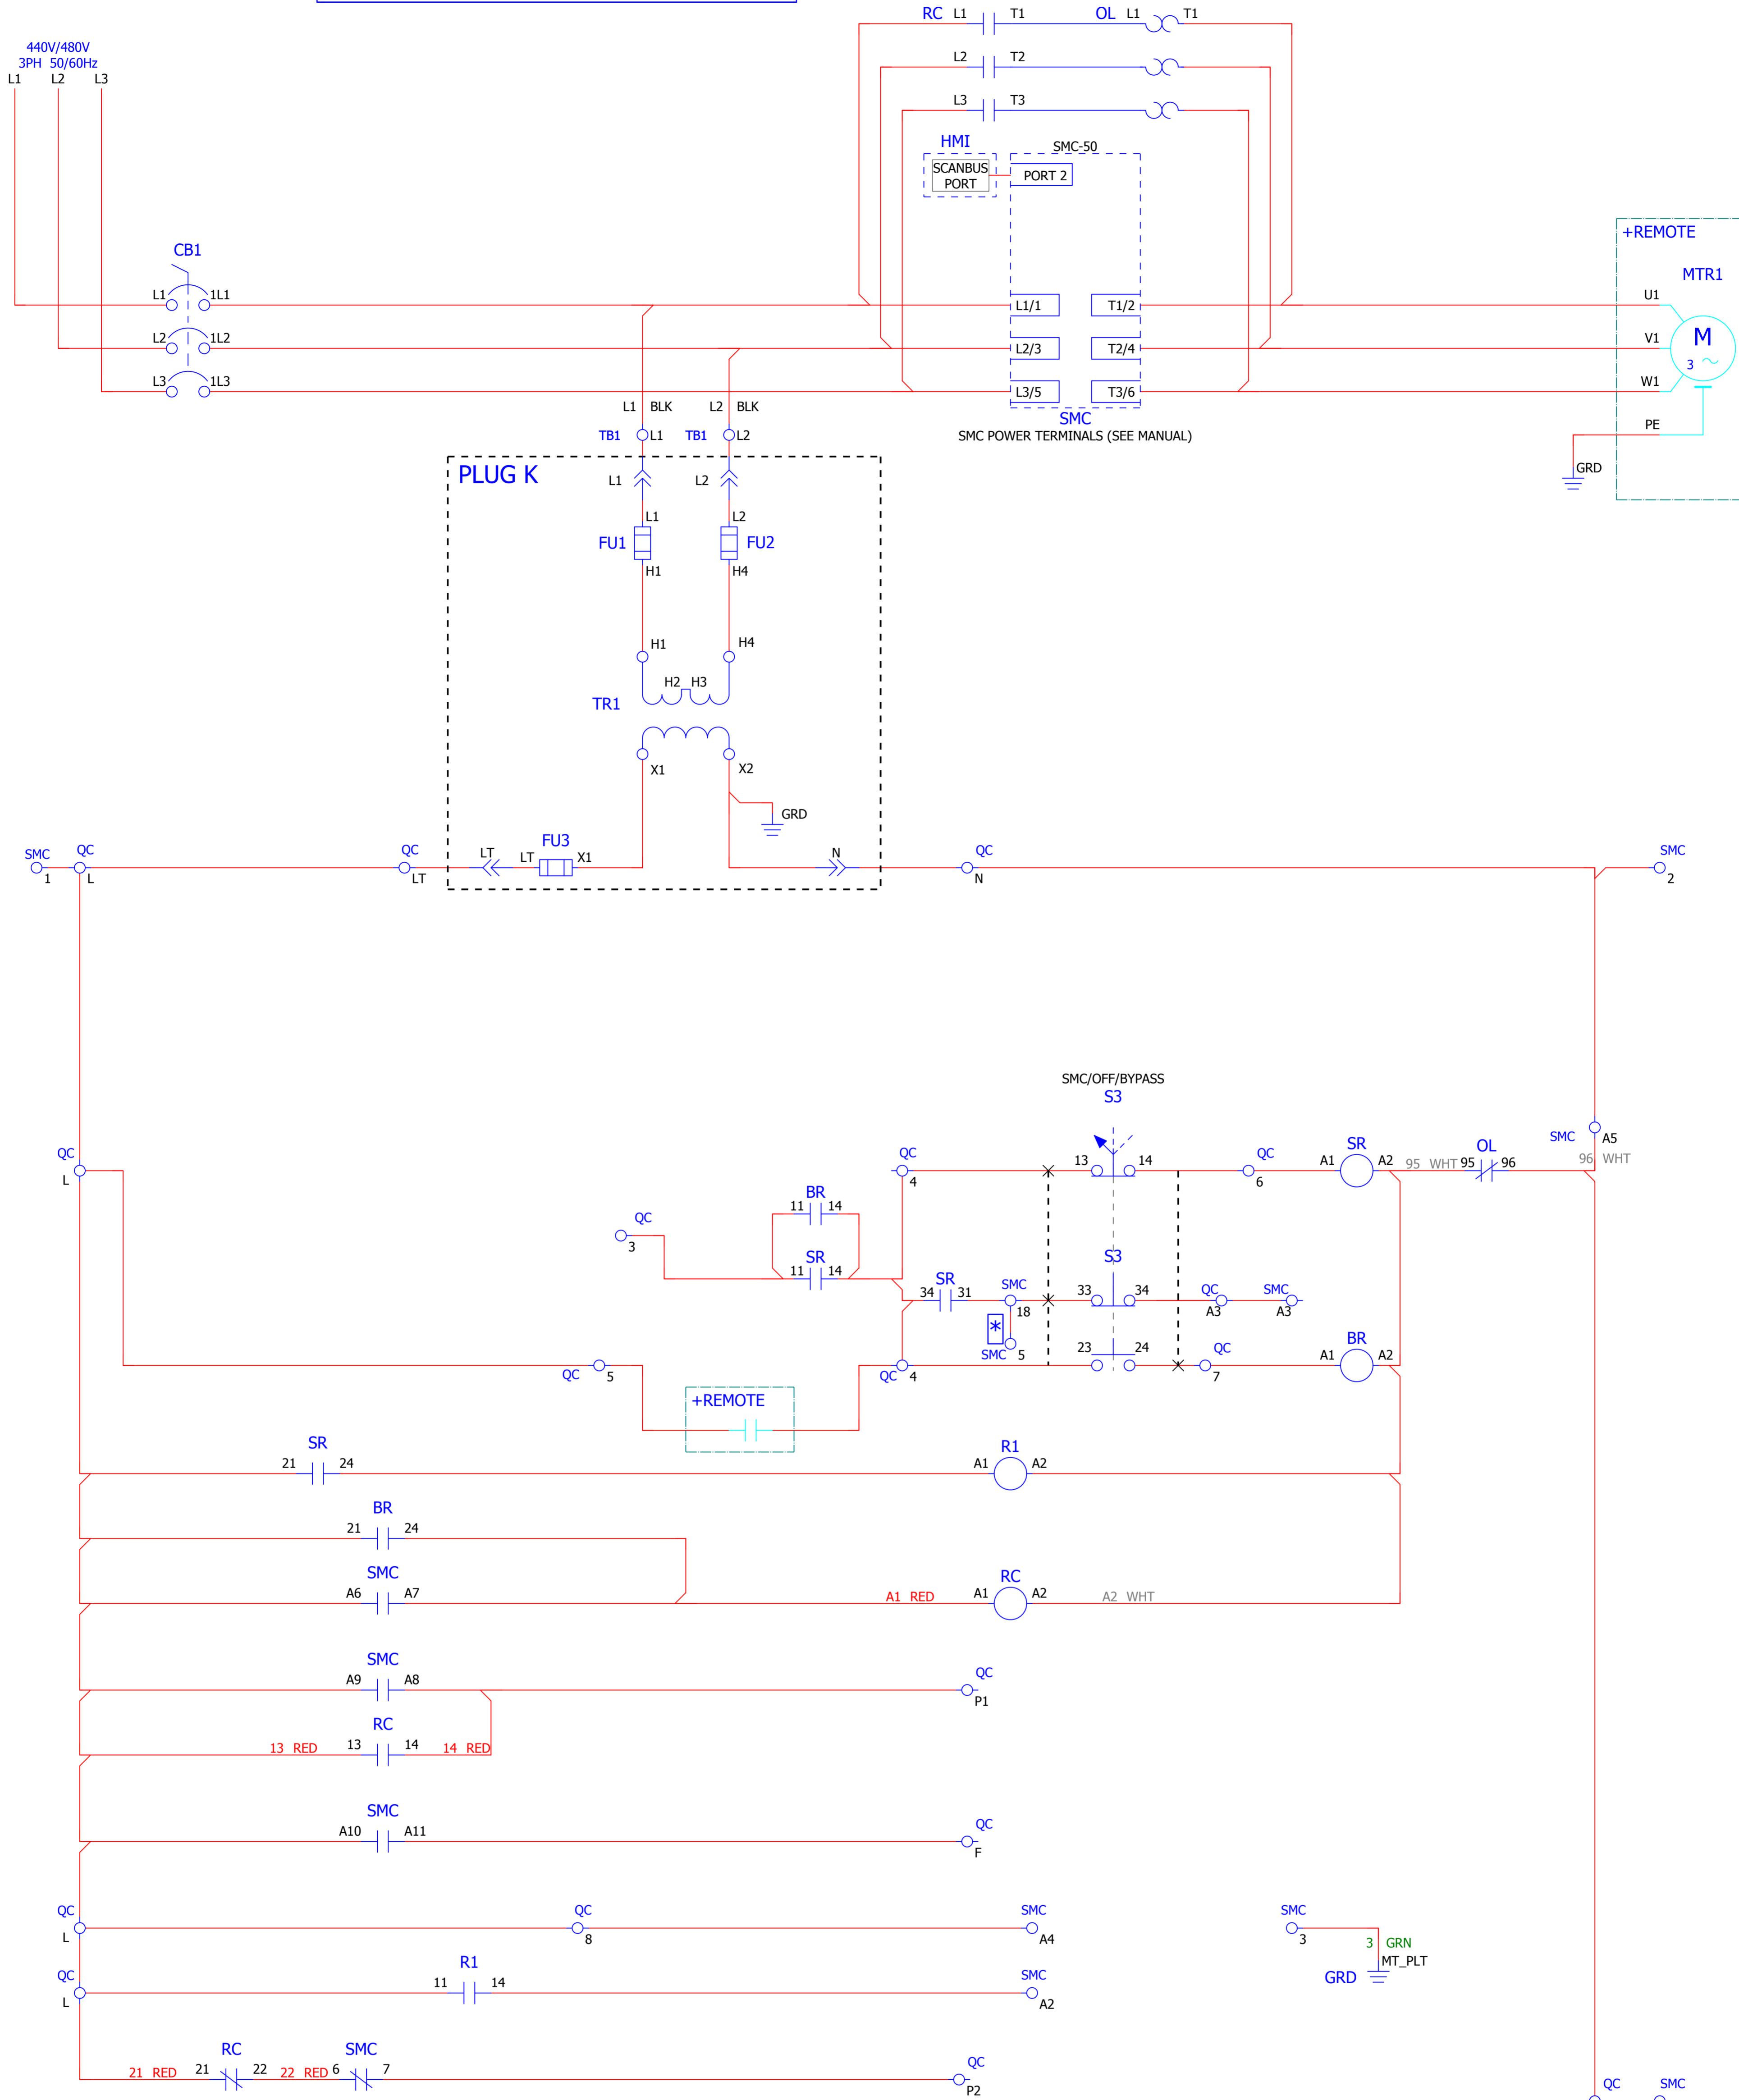 RC L1 T1 OL L1 T1
440V/480V
3PH 50/60Hz
L1 L2 L3
L2 T2
L3 T3
HMI
SMC-50
SCANBUS
PORT
PORT 2
+REMOTE
CB1
MTR1
L1 1L1
L1/1 T1/2
U1
L2 1L2
L2/3 T2/4
V1
M
3
L3 1L3
L3/5 T3/6
W1
L1 BLK L2 BLK
SMC
SMC POWER TERMINALS (SEE MANUAL)
PE
TB1 L1 TB1 L2
GRD
PLUG K
L1 L2
L1 L2
FU1 FU2
H1 H4
H1 H4
H2 H3
TR1
X1 X2
GRD
FU3
SMC QC QC LT LT X1 N QC SMC
1 L LT N 2
SMC/OFF/BYPASS
S3
SMC A5
QC QC 13 14 QC SR OL
A1 A2 95 WHT 95 96 96 WHT
L 4 6
BR
11 14
QC
3
SR
11 14
S3
SR
34 31 SMC 33 34 QC SMC
18 A3 A3
*
SMC 5
23 24 QC BR
A1 A2
QC 5 QC 4 7
+REMOTE
SR
21 24
R1
A1 A2
BR
21 24
SMC
A6 A7
RC
A1 RED A1 A2 A2 WHT
SMC
A9 A8
QC
P1
RC
13 RED 13 14 14 RED
SMC
A10 A11
QC
F
QC QC SMC SMC
L 8 A4 3
3 GRN
MT_PLT
GRD
QC
L
R1
11 14
SMC
A2
RC SMC
21 RED 21 22 22 RED 6 7
QC
P2
QC SMC